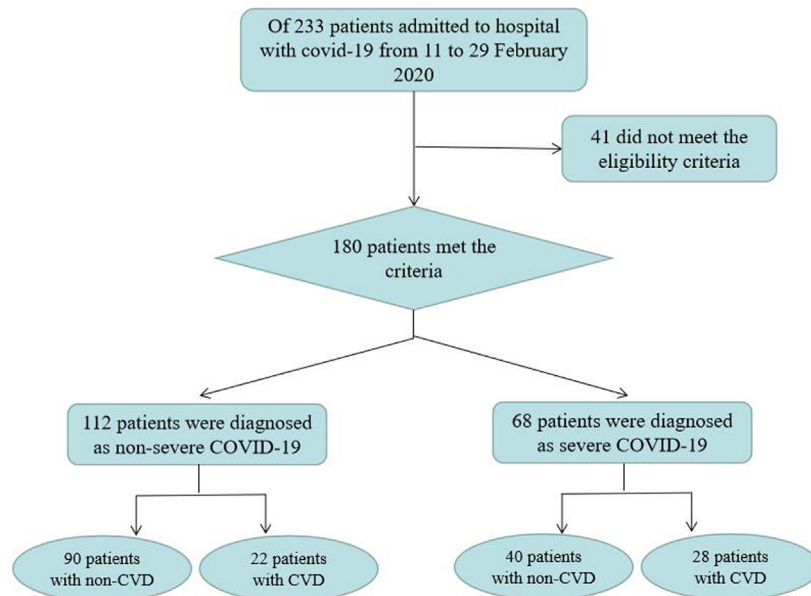 Of 233 patients admitted to hospital
with covid-19 from 11 to 29 February
2020
41 did not meet the
eligibility criteria
180 patients met the
criteria
112 patients were diagnosed
as non-severe COVID-19
68 patients were diagnosed
as severe COVID-19
90 patients
with non-CVD
22 patients
with CVD
40 patients
with non-CVD
28 patients
with CVD